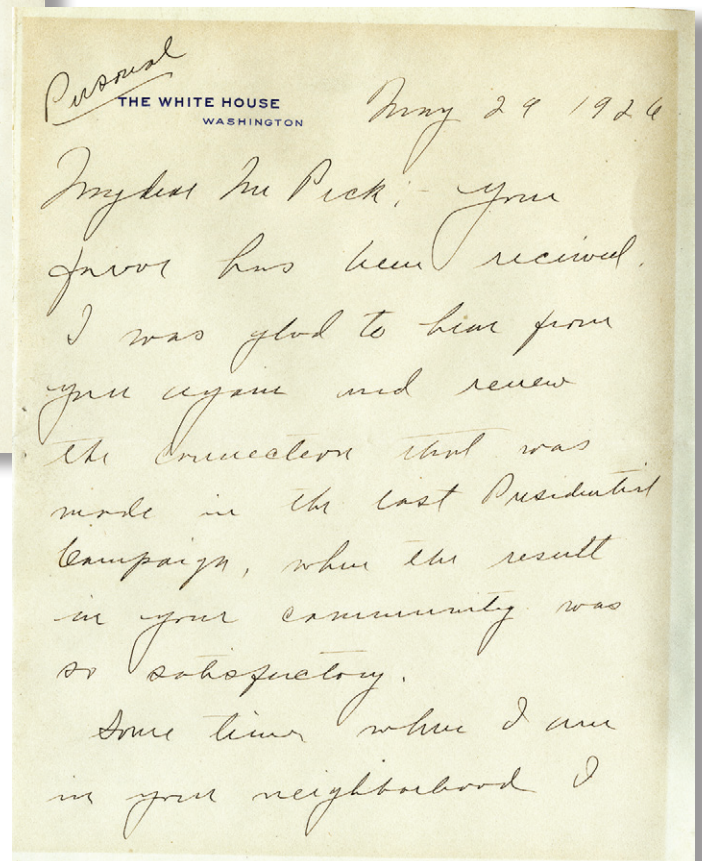 Personal
THE WHITE HOUSE
WASHINGTON
May 29 1926
My dear Mr Peck; - Your
favor has been received.
I was glad to hear from
you again and renew
the connection that was
made in the last Presidential
Campaign, when the result
in your community was
so satisfactory.
Some time when I am
in your neighborhood I